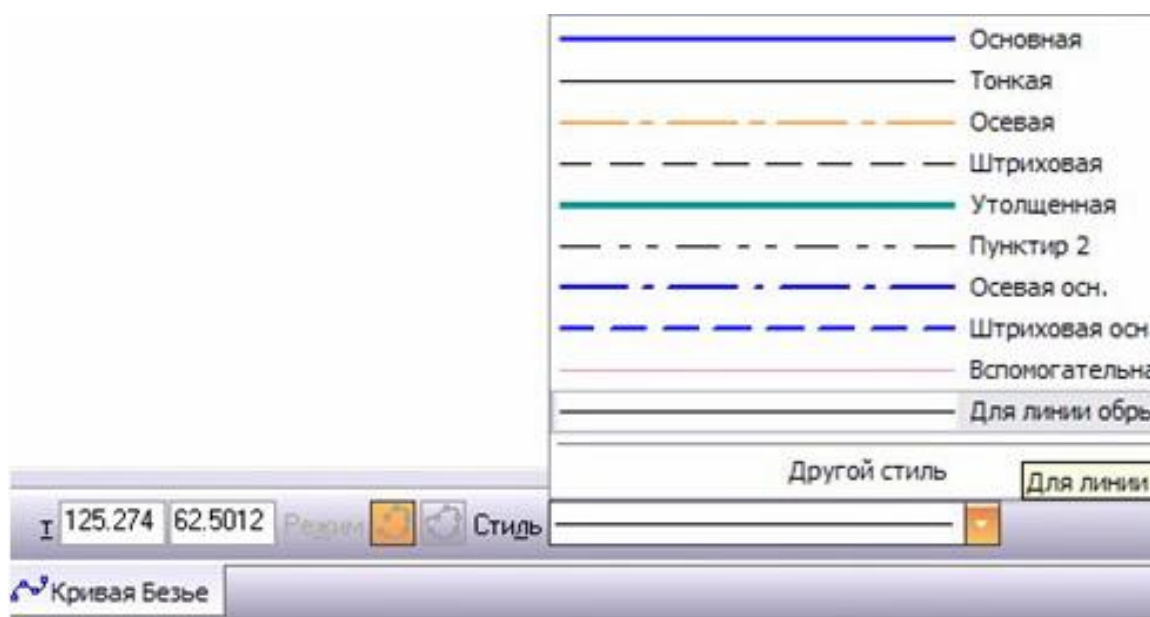 Основная
Тонкая
Осевая
Штриховая
Утолщенная
Пунктир 2
Осевая осн.
Штриховая осн.
Вспомогательна
Для линии обры
Другой стиль
Для линии
т 125.274 62.5012 Режим Стиль
Кривая Безье